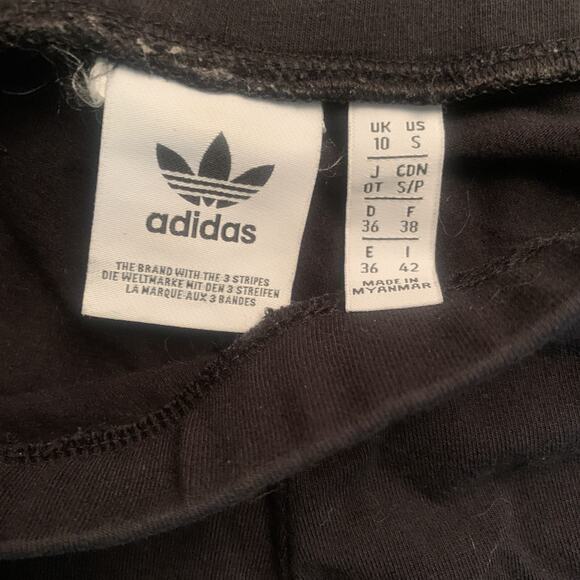 adidas
THE BRAND WITH THE 3 STRIPES
DIE WELTMARKE MIT DEN 3 STREIFEN
LA MARQUE AUX 3 BANDES
UK US
10 S
J CDN
OT S/P
D F
36 38
E I
36 42
MADE IN
MYANMAR